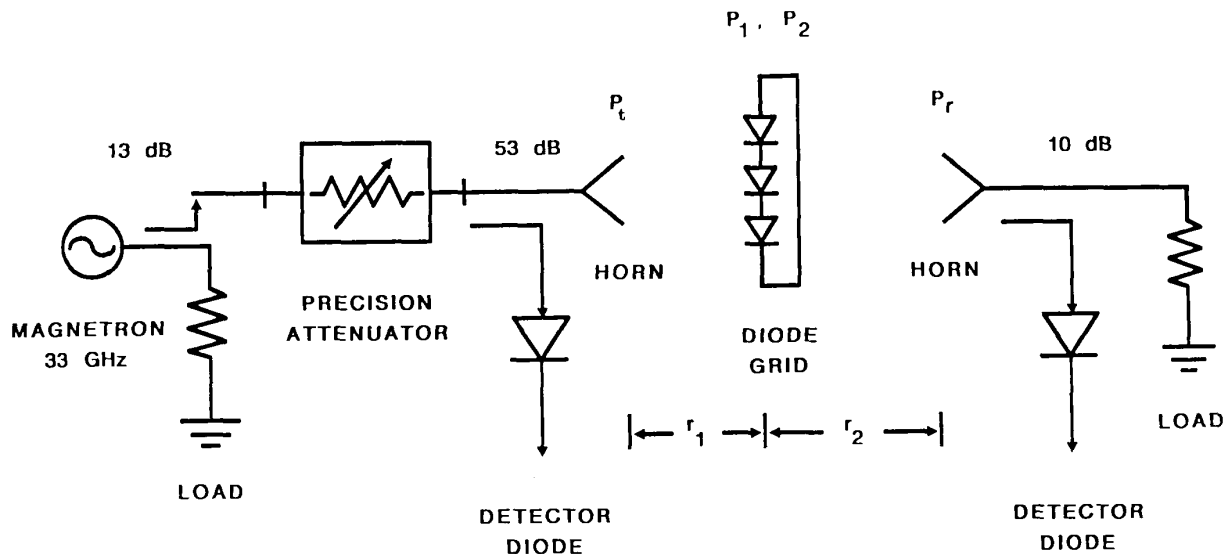 P1, P2
Pt
Pr
13 dB
53 dB
10 dB
HORN
HORN
MAGNETRON
33 GHz
PRECISION
ATTENUATOR
DIODE
GRID
r1
r2
LOAD
LOAD
DETECTOR
DIODE
DETECTOR
DIODE